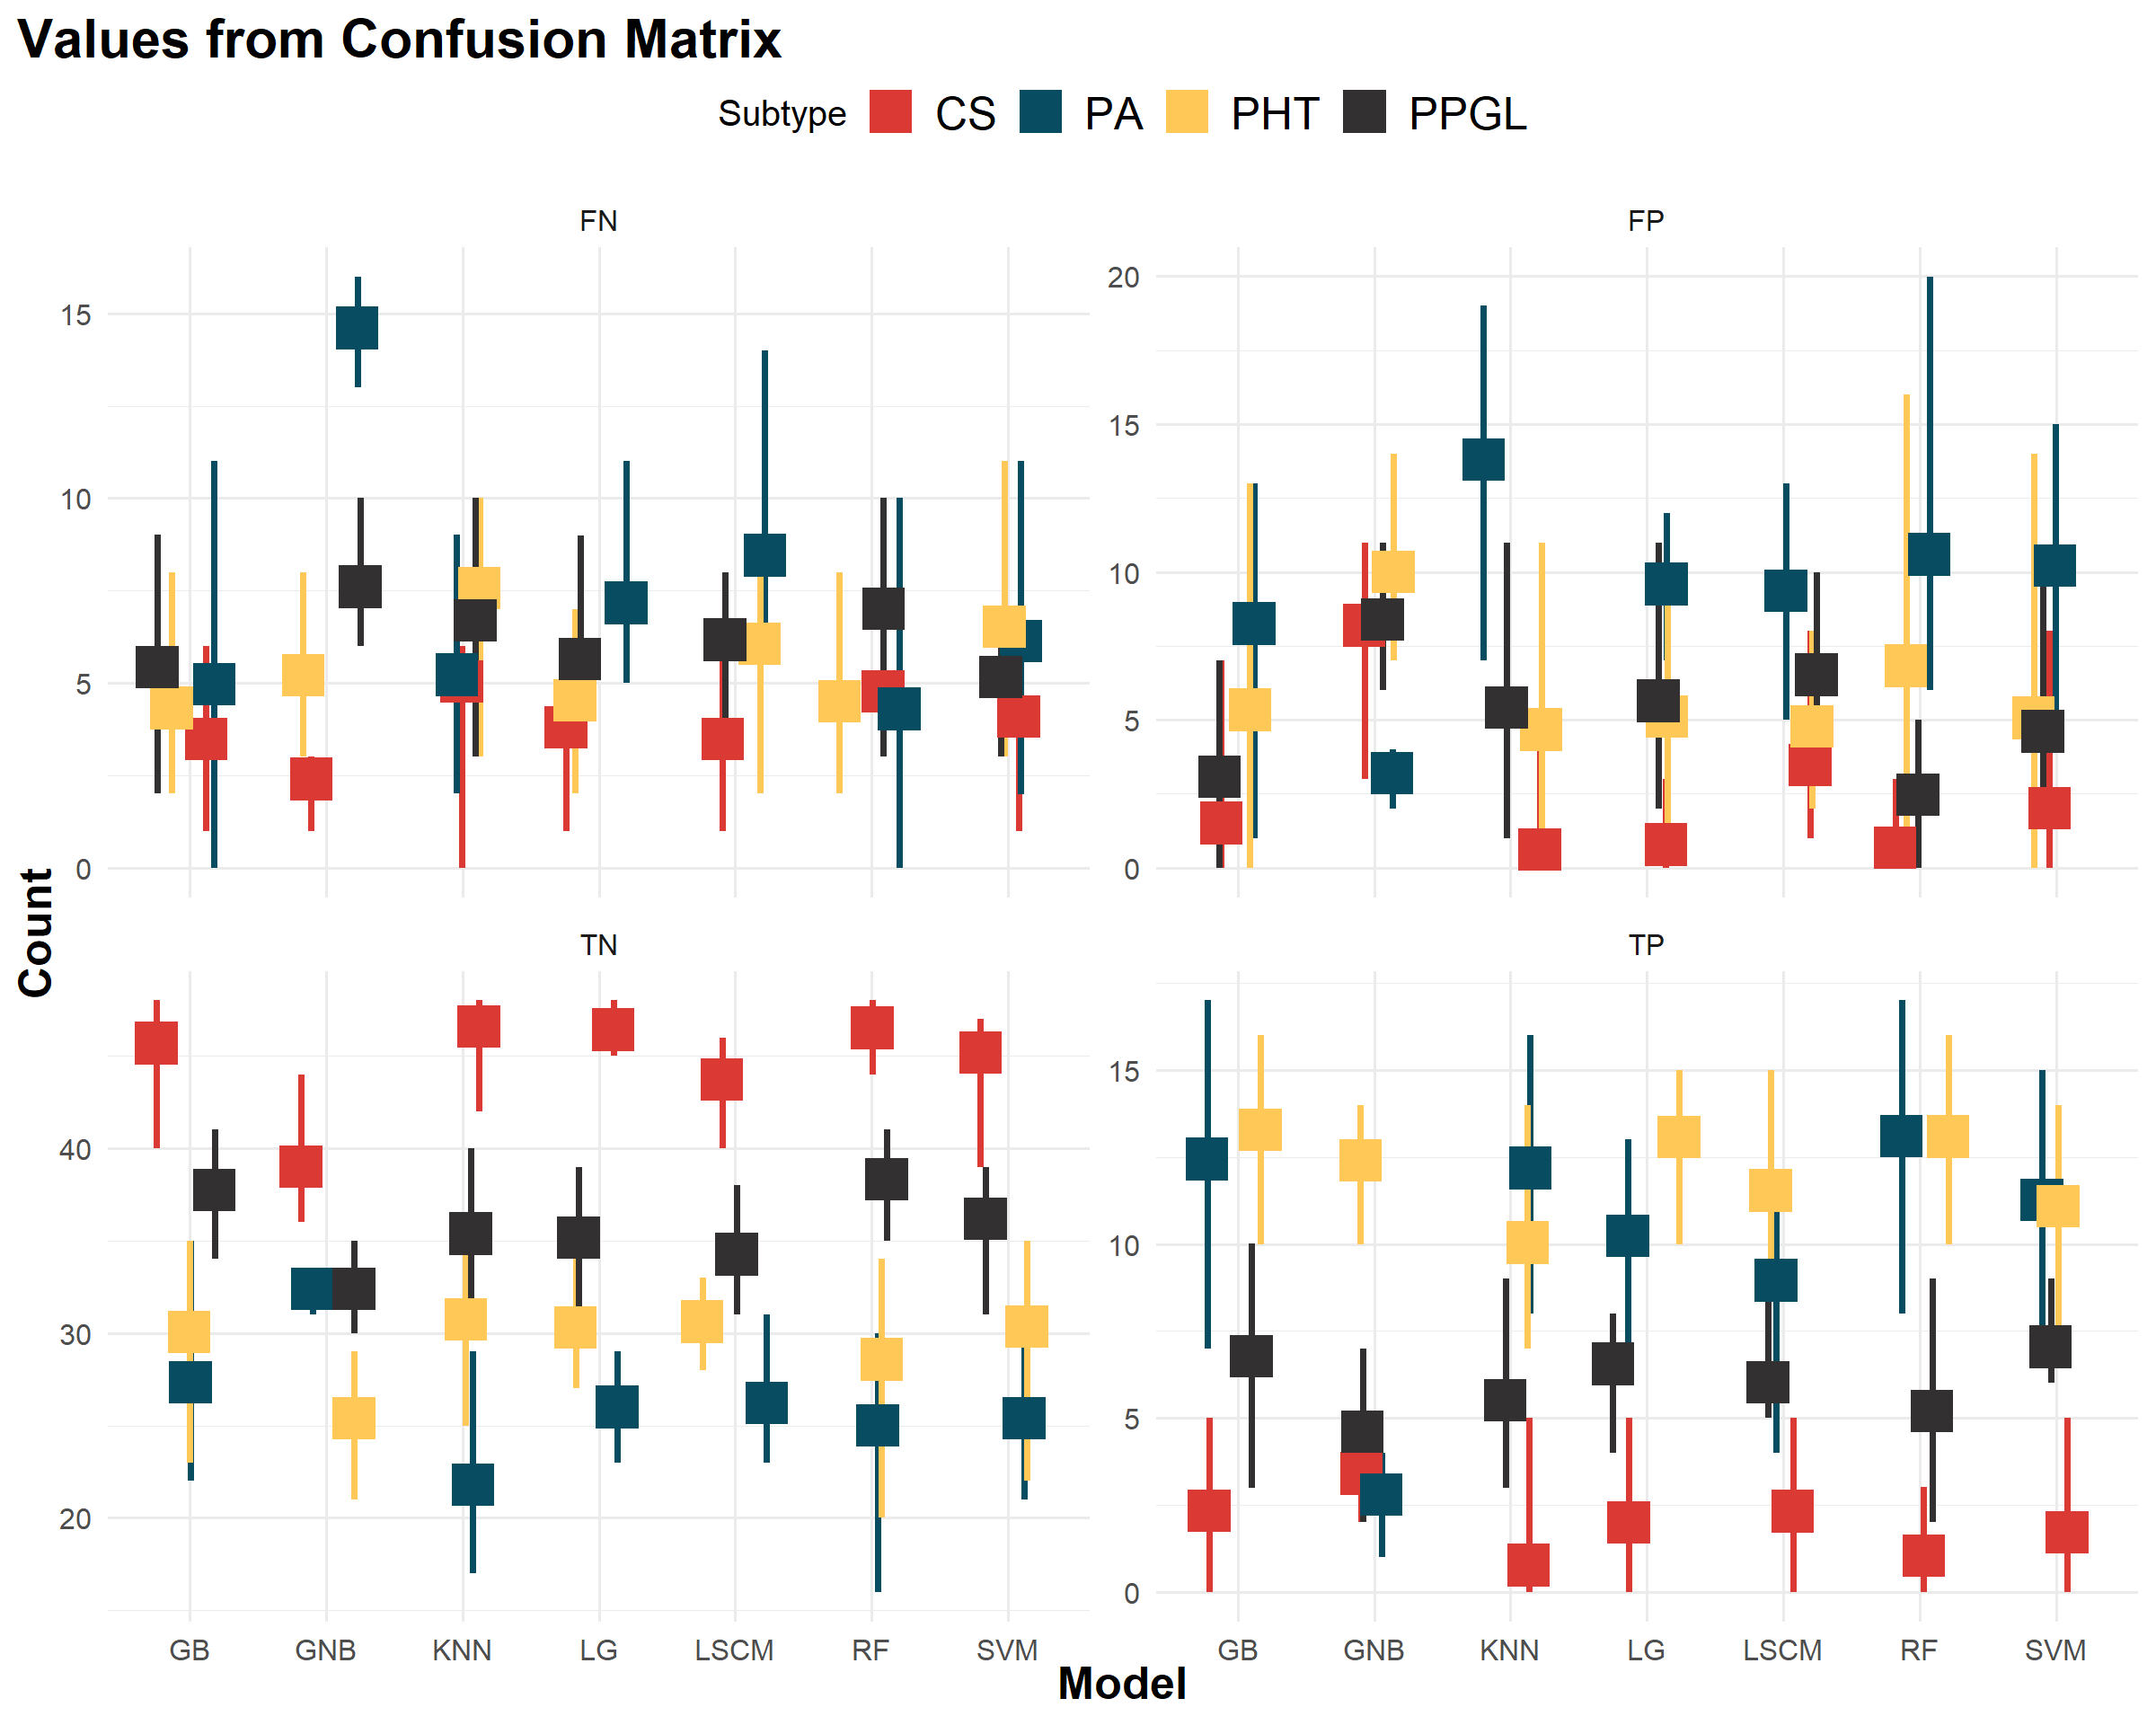 Values from Confusion Matrix
Subtype CS PA PHT PPGL
FN FP
15
10
5
0
20
15
10
5
0
Count
TN TP
40
30
20
15
10
5
0
GB GNB KNN LG LSCM RF SVM GB GNB KNN LG LSCM RF SVM
Model